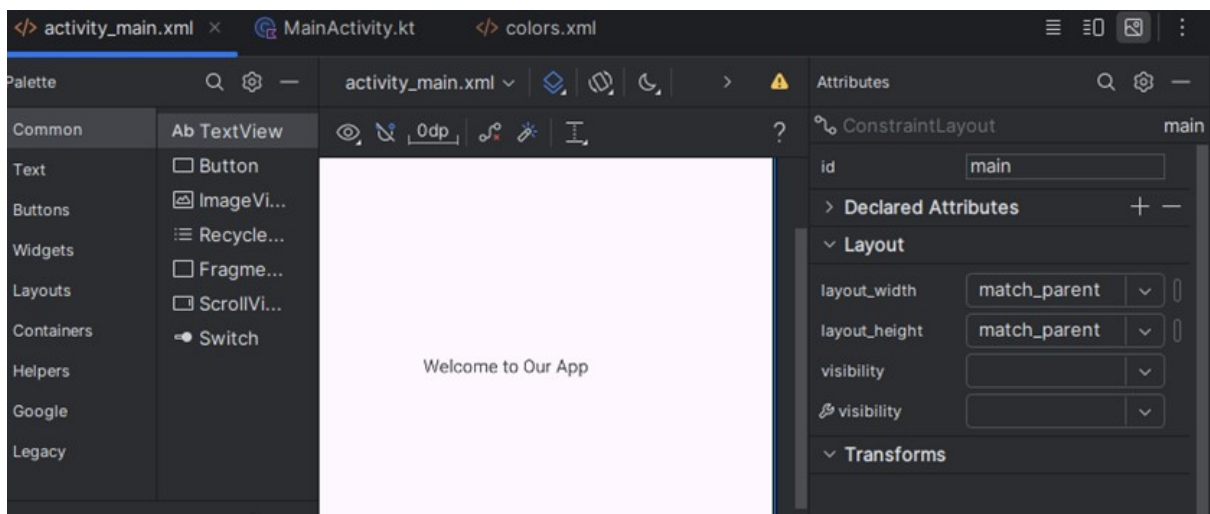 </> activity_main.xml ×
MainActivity.kt
</> colors.xml
Palette
Common
Text
Buttons
Widgets
Layouts
Containers
Helpers
Google
Legacy
Ab TextView
Button
ImageVi...
Recycle...
Fragme...
ScrollVi...
Switch
activity_main.xml
0dp
?
Welcome to Our App
Attributes
ConstraintLayout main
id main
Declared Attributes
Layout
layout_width match_parent
layout_height match_parent
visibility
visibility
Transforms